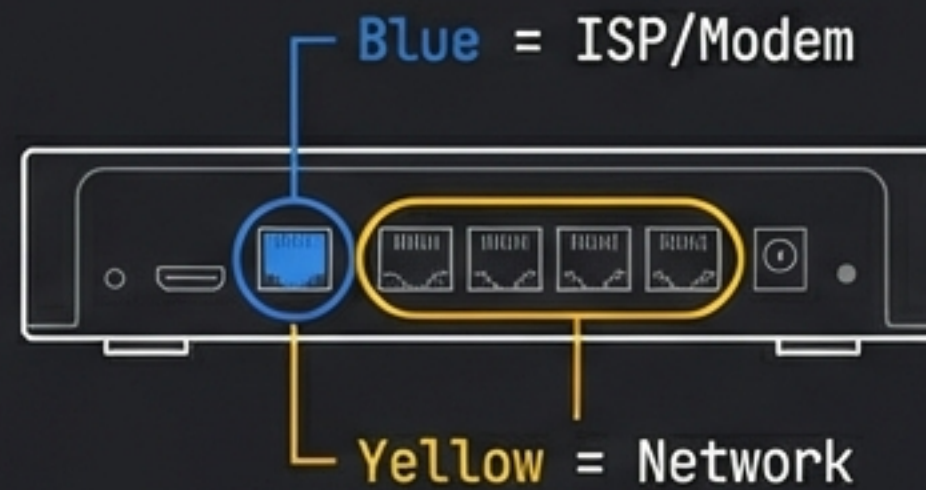 Blue = ISP/Modem
Yellow = Network